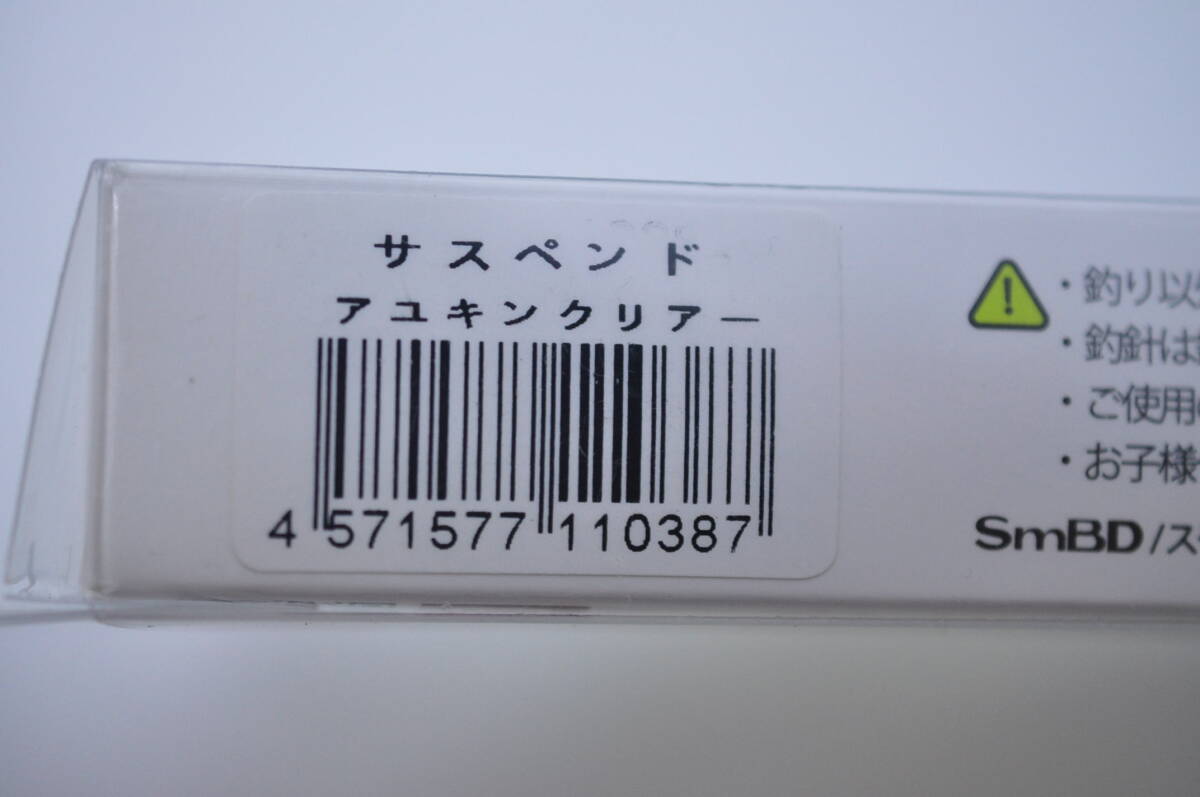 サスペンド
アユキンクリアー
4 571577 110387
・釣り以
・釣針は
・ご使用
・お子様
SmBD/ス